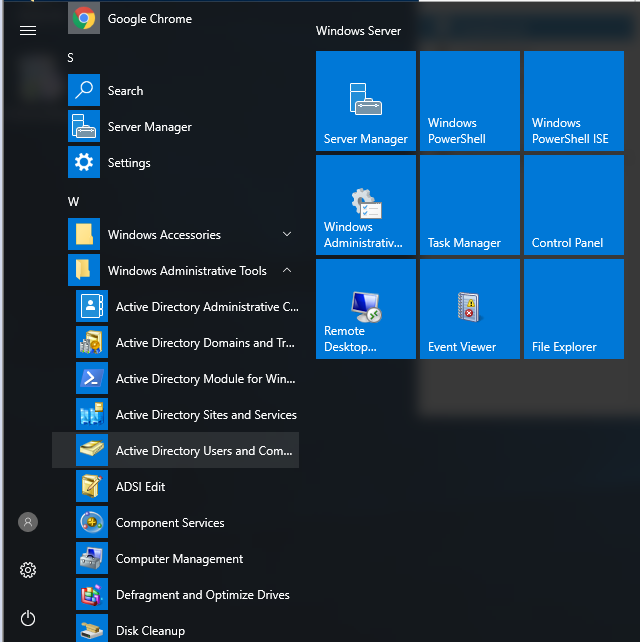 Google Chrome
S
Search
Server Manager
Settings
W
Windows Accessories
Windows Administrative Tools
Active Directory Administrative C...
Active Directory Domains and Tr...
Active Directory Module for Win...
Active Directory Sites and Services
Active Directory Users and Com...
ADSI Edit
Component Services
Computer Management
Defragment and Optimize Drives
Disk Cleanup
Windows Server
Server Manager
Windows
PowerShell
Windows
PowerShell ISE
Windows
Administrativ...
Task Manager
Control Panel
Remote
Desktop...
Event Viewer
File Explorer